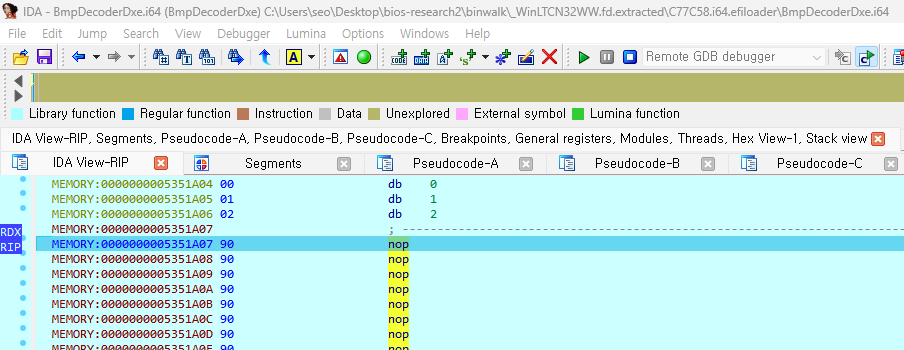 IDA - BmpDecoderDxe.i64 (BmpDecoderDxe) C:\Users\seo\Desktop\bios-research2\binwalk\_WinLTCN32WW.fd.extracted\C77C58.i64.efiloader\BmpDecoderDxe.i64
File Edit Jump Search View Debugger Lumina Options Windows Help
Remote GDB debugger
Library function Regular function Instruction Data Unexplored External symbol Lumina function
IDA View-RIP, Segments, Pseudocode-A, Pseudocode-B, Pseudocode-C, Breakpoints, General registers, Modules, Threads, Hex View-1, Stack view
IDA View-RIP Segments Pseudocode-A Pseudocode-B Pseudocode-C
MEMORY:0000000005351A04 00 db 0
MEMORY:0000000005351A05 01 db 1
MEMORY:0000000005351A06 02 db 2
RDX MEMORY:0000000005351A07 ; ---------------------------------------------------------------------------
RIP MEMORY:0000000005351A07 90 nop
MEMORY:0000000005351A08 90 nop
MEMORY:0000000005351A09 90 nop
MEMORY:0000000005351A0A 90 nop
MEMORY:0000000005351A0B 90 nop
MEMORY:0000000005351A0C 90 nop
MEMORY:0000000005351A0D 90 nop
MEMORY:0000000005351A0E 90 nop